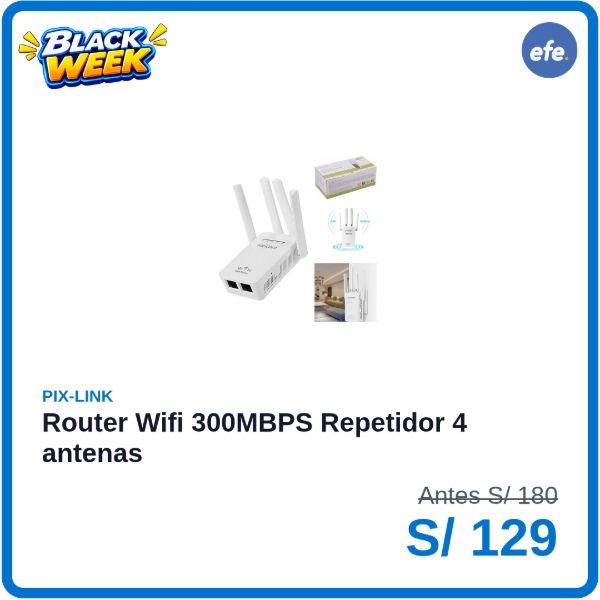 BLACK
WEEK
efe.
PIX-LINK
Router Wifi 300MBPS Repetidor 4
antenas
Antes S/ 180
S/ 129